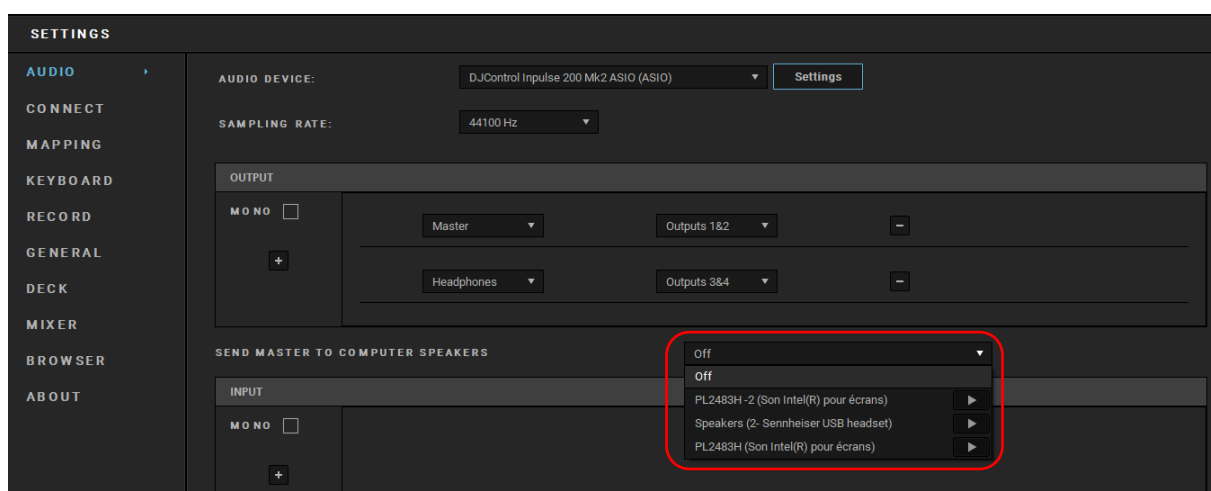 SETTINGS
AUDIO
CONNECT
MAPPING
KEYBOARD
RECORD
GENERAL
DECK
MIXER
BROWSER
ABOUT
AUDIO DEVICE: DJControl Inpulse 200 Mk2 ASIO (ASIO) Settings
SAMPLING RATE: 44100 Hz
OUTPUT
MONO
Master Outputs 1&2 −
+
Headphones Outputs 3&4 −
SEND MASTER TO COMPUTER SPEAKERS Off
Off
PL2483H -2 (Son Intel(R) pour écrans)
Speakers (2- Sennheiser USB headset)
PL2483H (Son Intel(R) pour écrans)
INPUT
MONO
+